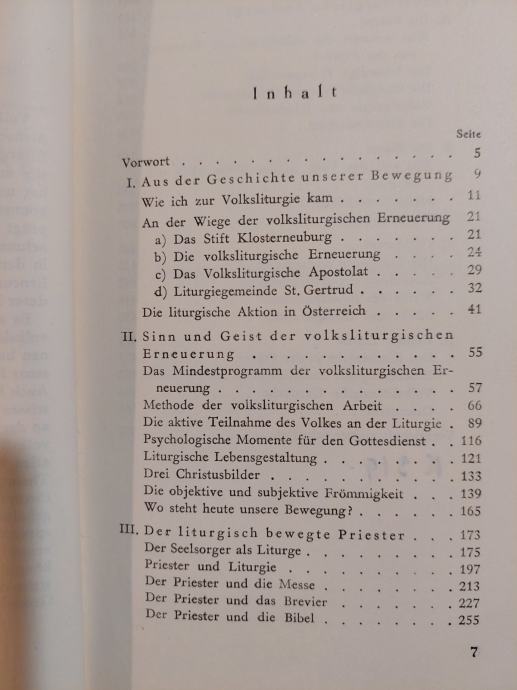 Inhalt
Seite
Vorwort . . . . . . . . . . . . . . . . 5
I. Aus der Geschichte unserer Bewegung 9
Wie ich zur Volksliturgie kam . . . . . . . 11
An der Wiege der volksliturgischen Erneuerung 21
a) Das Stift Klosterneuburg . . . . . . . 21
b) Die volksliturgische Erneuerung . . . . 24
c) Das Volksliturgische Apostolat . . . . . 29
d) Liturgiegemeinde St. Gertrud . . . . . . 32
Die liturgische Aktion in Österreich . . . . . 41
II. Sinn und Geist der volksliturgischen
Erneuerung . . . . . . . . . . . . 55
Das Mindestprogramm der volksliturgischen Er-
neuerung . . . . . . . . . . . . . . 57
Methode der volksliturgischen Arbeit . . . . 66
Die aktive Teilnahme des Volkes an der Liturgie . 89
Psychologische Momente für den Gottesdienst . . 116
Liturgische Lebensgestaltung . . . . . . . . 121
Drei Christusbilder . . . . . . . . . . . 133
Die objektive und subjektive Frömmigkeit . . . 139
Wo steht heute unsere Bewegung? . . . . . . 165
III. Der liturgisch bewegte Priester . . . 173
Der Seelsorger als Liturge . . . . . . . . . 175
Priester und Liturgie . . . . . . . . . . 197
Der Priester und die Messe . . . . . . . . 213
Der Priester und das Brevier . . . . . . . 227
Der Priester und die Bibel . . . . . . . . 255
7